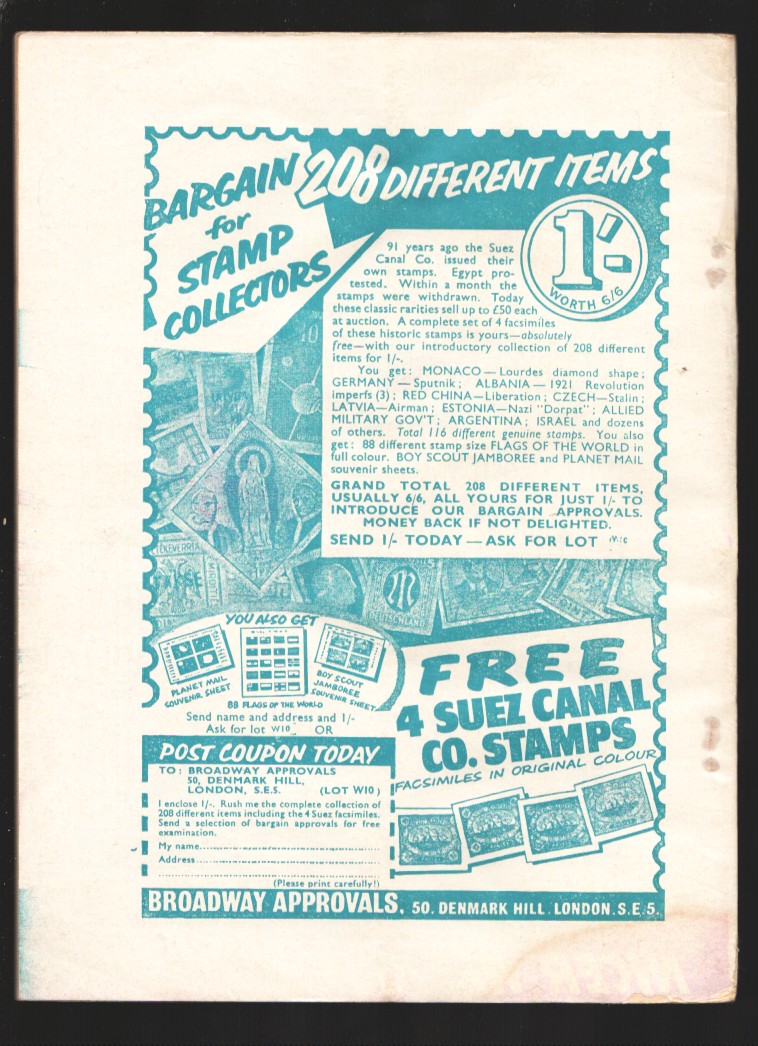 BARGAIN
for
STAMP
COLLECTORS
208 DIFFERENT ITEMS
1/-
WORTH 6/6
91 years ago the Suez
Canal Co. issued their
own stamps. Egypt pro-
tested. Within a month the
stamps were withdrawn. Today
these classic rarities sell up to £50 each
at auction. A complete set of 4 facsimiles
of these historic stamps is yours—absolutely
free—with our introductory collection of 208 different
items for 1/-.
You get: MONACO—Lourdes diamond shape;
GERMANY—Sputnik; ALBANIA—1921 Revolution
imperfs (3); RED CHINA—Liberation; CZECH—Stalin;
LATVIA—Airman; ESTONIA—Nazi "Dorpat"; ALLIED
MILITARY GOV'T; ARGENTINA; ISRAEL and dozens
of others. Total 116 different genuine stamps. You also
get: 88 different stamp size FLAGS OF THE WORLD in
full colour. BOY SCOUT JAMBOREE and PLANET MAIL
souvenir sheets.
GRAND TOTAL 208 DIFFERENT ITEMS,
USUALLY 6/6, ALL YOURS FOR JUST 1/- TO
INTRODUCE OUR BARGAIN APPROVALS.
MONEY BACK IF NOT DELIGHTED.
SEND 1/- TODAY—ASK FOR LOT
LATVIJA
10
ECHEVERRIA
DEUTSCHLAND
YOU ALSO GET
PLANET MAIL
SOUVENIR SHEET
88 FLAGS OF THE WORLD
BOY SCOUT
JAMBOREE
SOUVENIR SHEET
Send name and address and 1/-
Ask for lot W10 OR
POST COUPON TODAY
TO: BROADWAY APPROVALS
50, DENMARK HILL,
LONDON, S.E.5. (LOT W10)
I enclose 1/-. Rush me the complete collection of
208 different items including the 4 Suez facsimiles.
Send a selection of bargain approvals for free
examination.
My name
Address
(Please print carefully!)
FREE
4 SUEZ CANAL
CO. STAMPS
FACSIMILES IN ORIGINAL COLOUR
BROADWAY APPROVALS, 50. DENMARK HILL. LONDON. S.E.5.